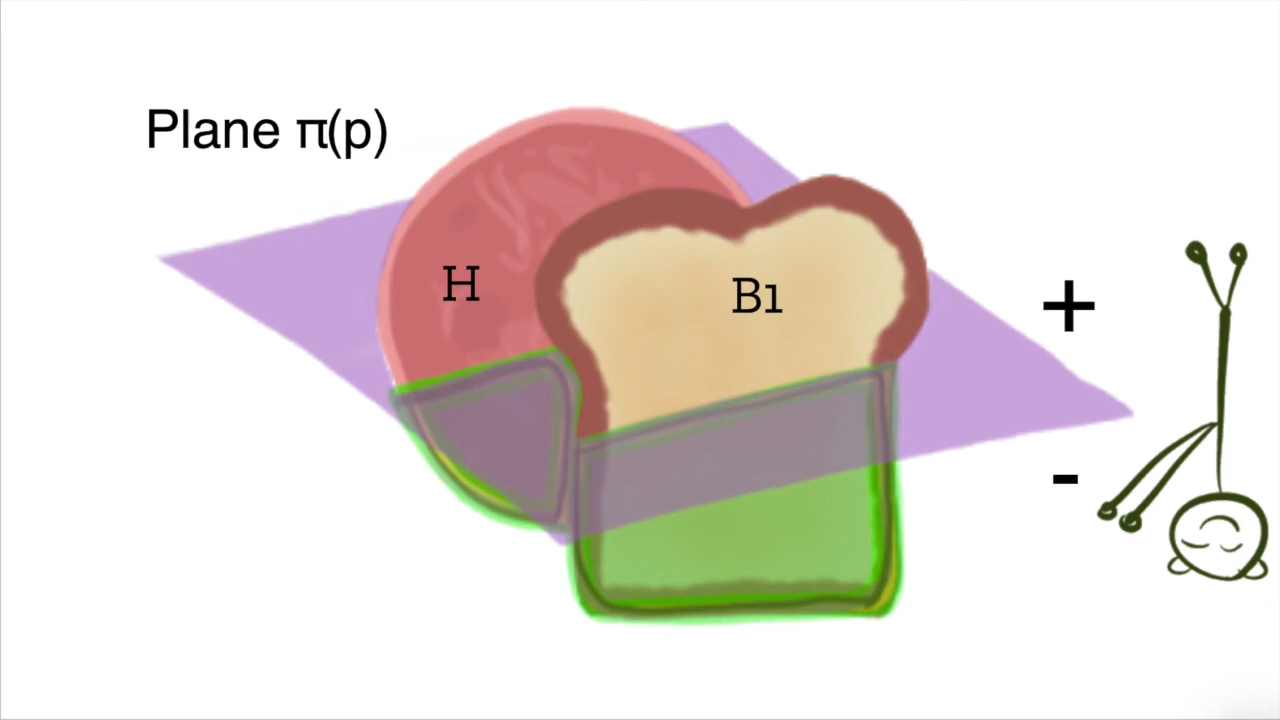 Plane π(p)
H
B1
+
-